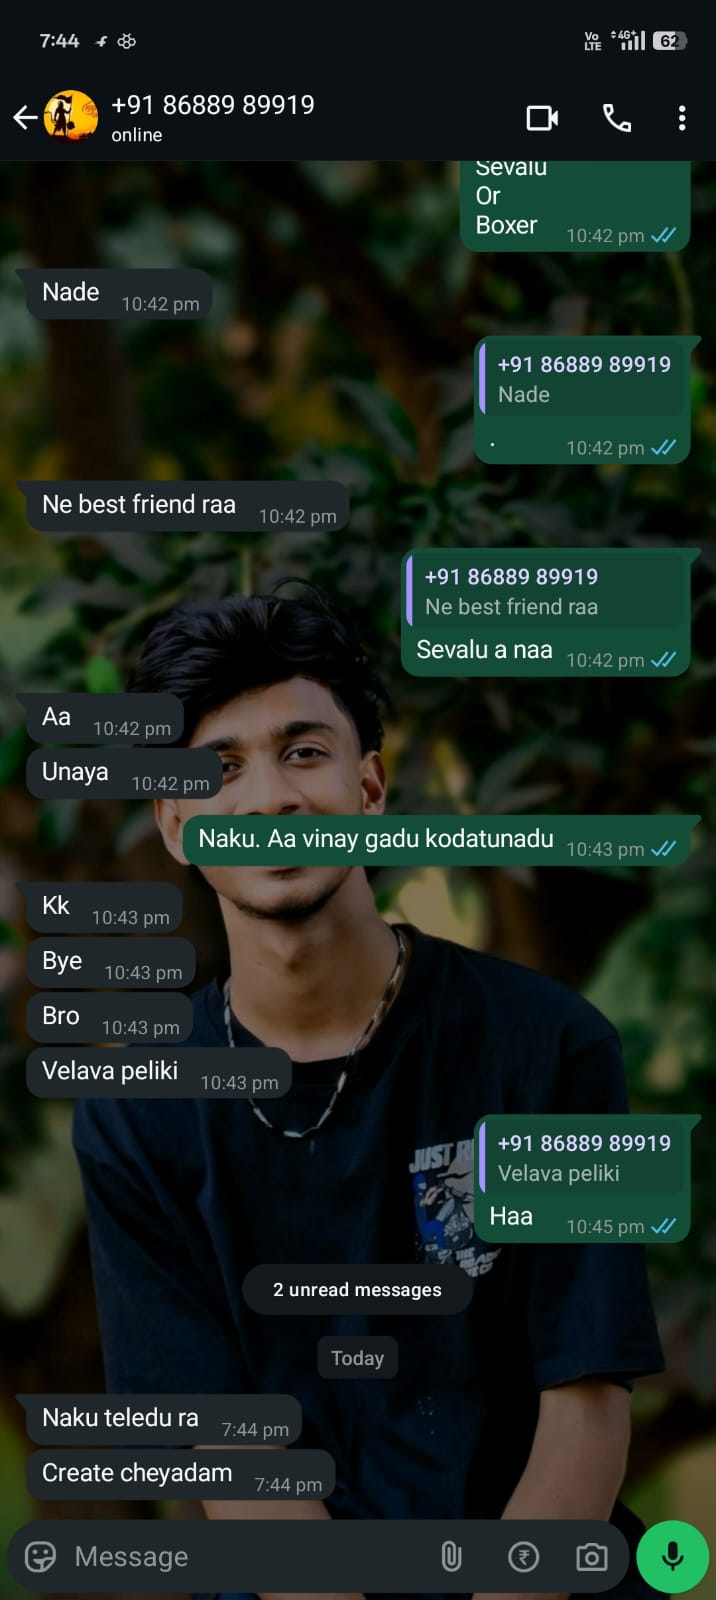 7:44
Vo LTE 4G+ 62
+91 86889 89919
online
Sevalu
Or
Boxer 10:42 pm
Nade 10:42 pm
+91 86889 89919
Nade
. 10:42 pm
Ne best friend raa 10:42 pm
+91 86889 89919
Ne best friend raa
Sevalu a naa 10:42 pm
Aa 10:42 pm
Unaya 10:42 pm
Naku. Aa vinay gadu kodatunadu 10:43 pm
Kk 10:43 pm
Bye 10:43 pm
Bro 10:43 pm
Velava peliki 10:43 pm
JUST
+91 86889 89919
Velava peliki
Haa 10:45 pm
THE
2 unread messages
Today
Naku teledu ra 7:44 pm
Create cheyadam 7:44 pm
Message